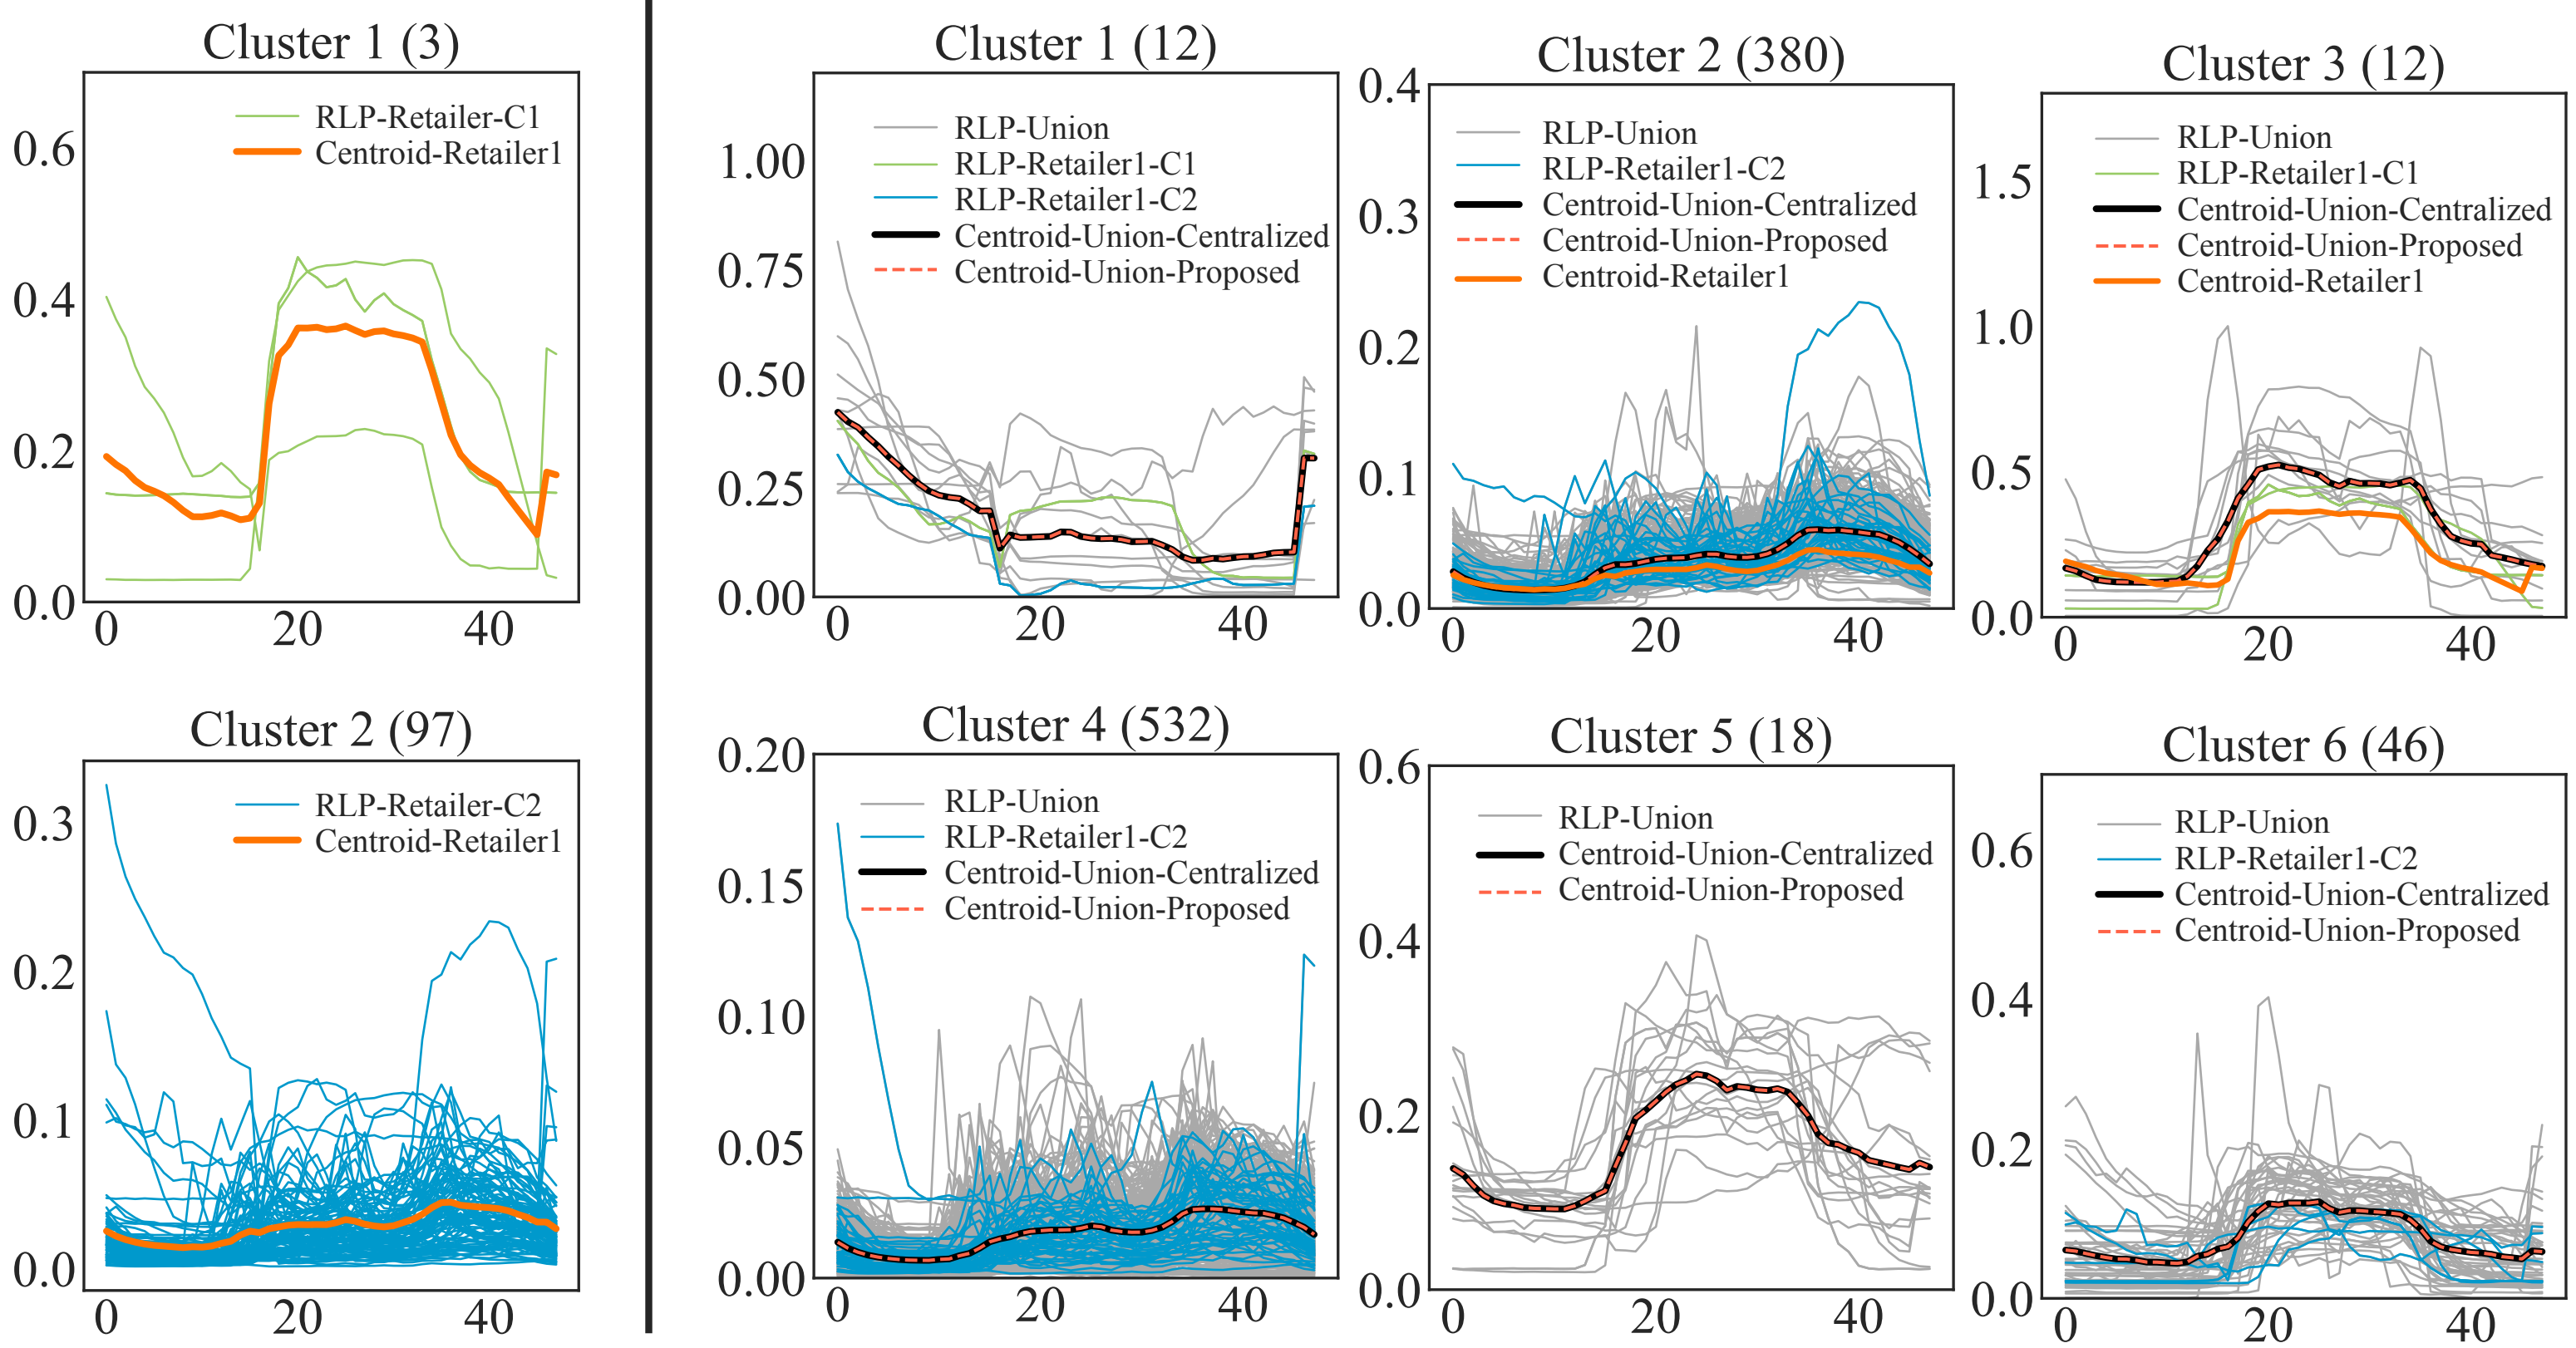 Cluster 1 (3)
RLP-Retailer-C1
Centroid-Retailer1
0.6
0.4
0.2
0.0
0 20 40
Cluster 1 (12)
RLP-Union
RLP-Retailer1-C1
RLP-Retailer1-C2
Centroid-Union-Centralized
Centroid-Union-Proposed
1.00
0.75
0.50
0.25
0.00
0 20 40
Cluster 2 (380)
RLP-Union
RLP-Retailer1-C2
Centroid-Union-Centralized
Centroid-Union-Proposed
Centroid-Retailer1
0.4
0.3
0.2
0.1
0.0
0 20 40
Cluster 3 (12)
RLP-Union
RLP-Retailer1-C1
Centroid-Union-Centralized
Centroid-Union-Proposed
Centroid-Retailer1
1.5
1.0
0.5
0.0
0 20 40
Cluster 2 (97)
RLP-Retailer-C2
Centroid-Retailer1
0.3
0.2
0.1
0.0
0 20 40
Cluster 4 (532)
RLP-Union
RLP-Retailer1-C2
Centroid-Union-Centralized
Centroid-Union-Proposed
0.20
0.15
0.10
0.05
0.00
0 20 40
Cluster 5 (18)
RLP-Union
Centroid-Union-Centralized
Centroid-Union-Proposed
0.6
0.4
0.2
0.0
0 20 40
Cluster 6 (46)
RLP-Union
RLP-Retailer1-C2
Centroid-Union-Centralized
Centroid-Union-Proposed
0.6
0.4
0.2
0.0
0 20 40